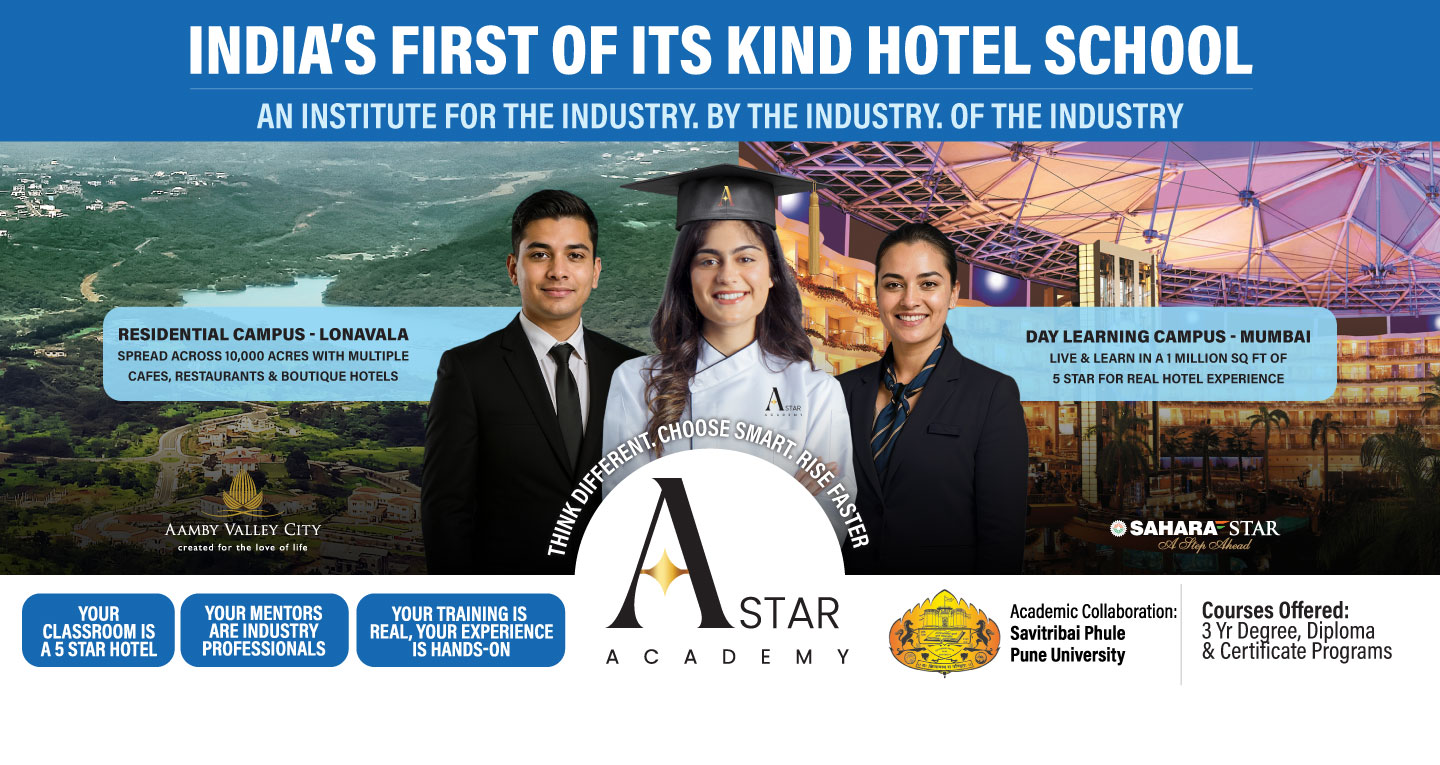 INDIA'S FIRST OF ITS KIND HOTEL SCHOOL
AN INSTITUTE FOR THE INDUSTRY. BY THE INDUSTRY. OF THE INDUSTRY
RESIDENTIAL CAMPUS - LONAVALA
SPREAD ACROSS 10,000 ACRES WITH MULTIPLE
CAFES, RESTAURANTS & BOUTIQUE HOTELS
DAY LEARNING CAMPUS - MUMBAI
LIVE & LEARN IN A 1 MILLION SQ FT OF
5 STAR FOR REAL HOTEL EXPERIENCE
A STAR
ACADEMY
THINK DIFFERENT. CHOOSE SMART. RISE FASTER
AAMBY VALLEY CITY
created for the love of life
SAHARA STAR
A Step Ahead
YOUR
CLASSROOM IS
A 5 STAR HOTEL
YOUR MENTORS
ARE INDUSTRY
PROFESSIONALS
YOUR TRAINING IS
REAL, YOUR EXPERIENCE
IS HANDS-ON
A STAR
ACADEMY
Academic Collaboration:
Savitribai Phule
Pune University
Courses Offered:
3 Yr Degree, Diploma
& Certificate Programs